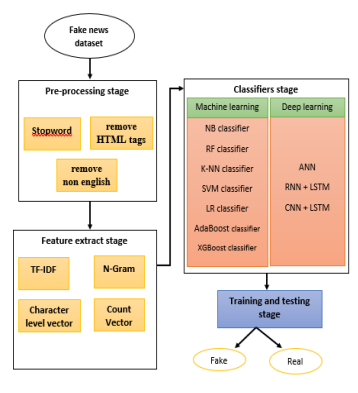 Fake news
dataset
Pre-processing stage
Stopword
remove
HTML tags
remove
non english
Feature extract stage
TF-IDF
N-Gram
Character
level vector
Count
Vector
Classifiers stage
Machine learning
Deep learning
NB classifier
RF classifier
K-NN classifier
SVM classifier
LR classifier
AdaBoost classifier
XGBoost classifier
ANN
RNN + LSTM
CNN + LSTM
Training and testing
stage
Fake
Real